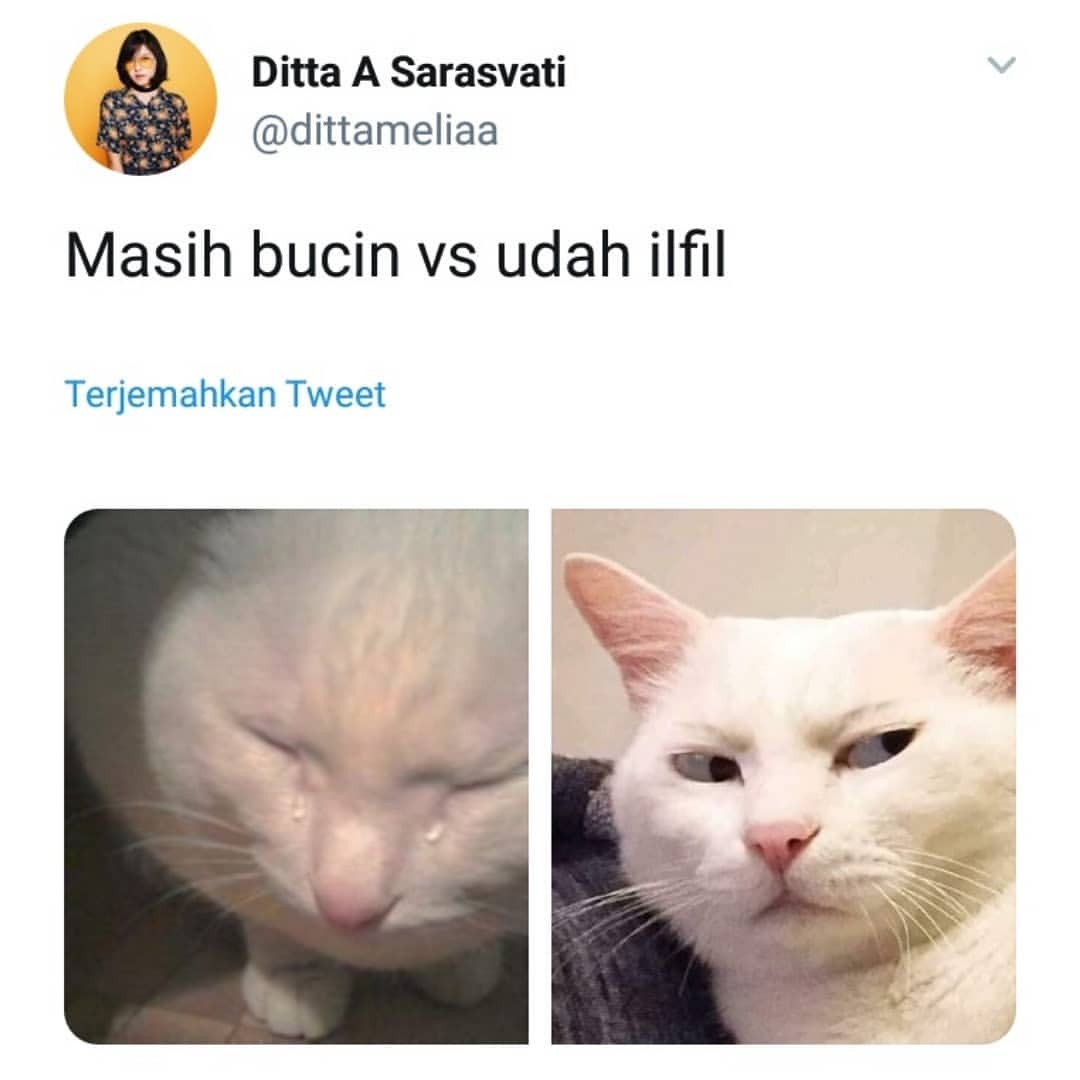 Ditta A Sarasvati
@dittameliaa
Masih bucin vs udah ilfil
Terjemahkan Tweet